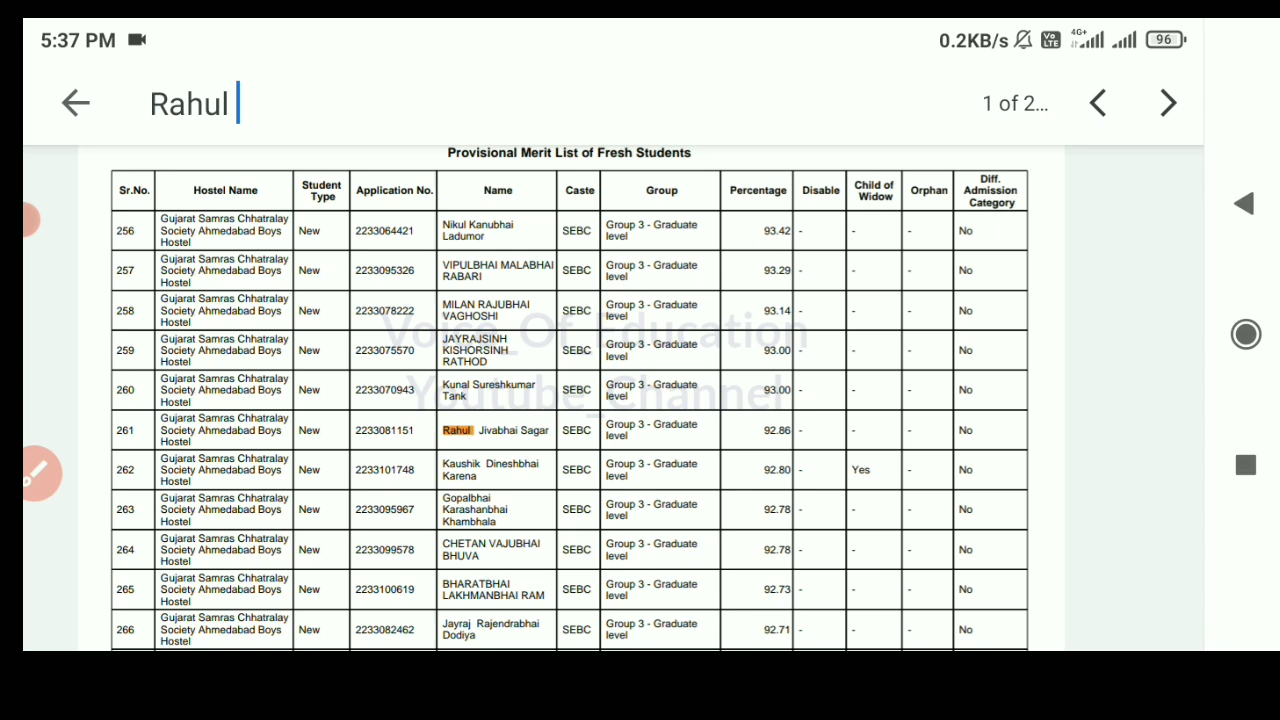 5:37 PM 0.2KB/s Vo LTE 4G+ 96
Rahul 1 of 2...
Provisional Merit List of Fresh Students
Sr.No. Hostel Name Student Type Application No. Name Caste Group Percentage Disable Child of Widow Orphan Diff. Admission Category
256 Gujarat Samras Chhatralay Society Ahmedabad Boys Hostel New 2233064421 Nikul Kanubhai Ladumor SEBC Group 3 - Graduate level 93.42 - - - No
257 Gujarat Samras Chhatralay Society Ahmedabad Boys Hostel New 2233095326 VIPULBHAI MALABHAI RABARI SEBC Group 3 - Graduate level 93.29 - - - No
258 Gujarat Samras Chhatralay Society Ahmedabad Boys Hostel New 2233078222 MILAN RAJUBHAI VAGHOSHI SEBC Group 3 - Graduate level 93.14 - - - No
259 Gujarat Samras Chhatralay Society Ahmedabad Boys Hostel New 2233075570 JAYRAJSINH KISHORSINH RATHOD SEBC Group 3 - Graduate level 93.00 - - - No
260 Gujarat Samras Chhatralay Society Ahmedabad Boys Hostel New 2233070943 Kunal Sureshkumar Tank SEBC Group 3 - Graduate level 93.00 - - - No
261 Gujarat Samras Chhatralay Society Ahmedabad Boys Hostel New 2233081151 Rahul Jivabhai Sagar SEBC Group 3 - Graduate level 92.86 - - - No
262 Gujarat Samras Chhatralay Society Ahmedabad Boys Hostel New 2233101748 Kaushik Dineshbhai Karena SEBC Group 3 - Graduate level 92.80 - Yes - No
263 Gujarat Samras Chhatralay Society Ahmedabad Boys Hostel New 2233095967 Gopalbhai Karashanbhai Khambhala SEBC Group 3 - Graduate level 92.78 - - - No
264 Gujarat Samras Chhatralay Society Ahmedabad Boys Hostel New 2233099578 CHETAN VAJUBHAI BHUVA SEBC Group 3 - Graduate level 92.78 - - - No
265 Gujarat Samras Chhatralay Society Ahmedabad Boys Hostel New 2233100619 BHARATBHAI LAKHMANBHAI RAM SEBC Group 3 - Graduate level 92.73 - - - No
266 Gujarat Samras Chhatralay Society Ahmedabad Boys Hostel New 2233082462 Jayraj Rajendrabhai Dodiya SEBC Group 3 - Graduate level 92.71 - - - No
Voice_Of_Education
Youtube_Channel